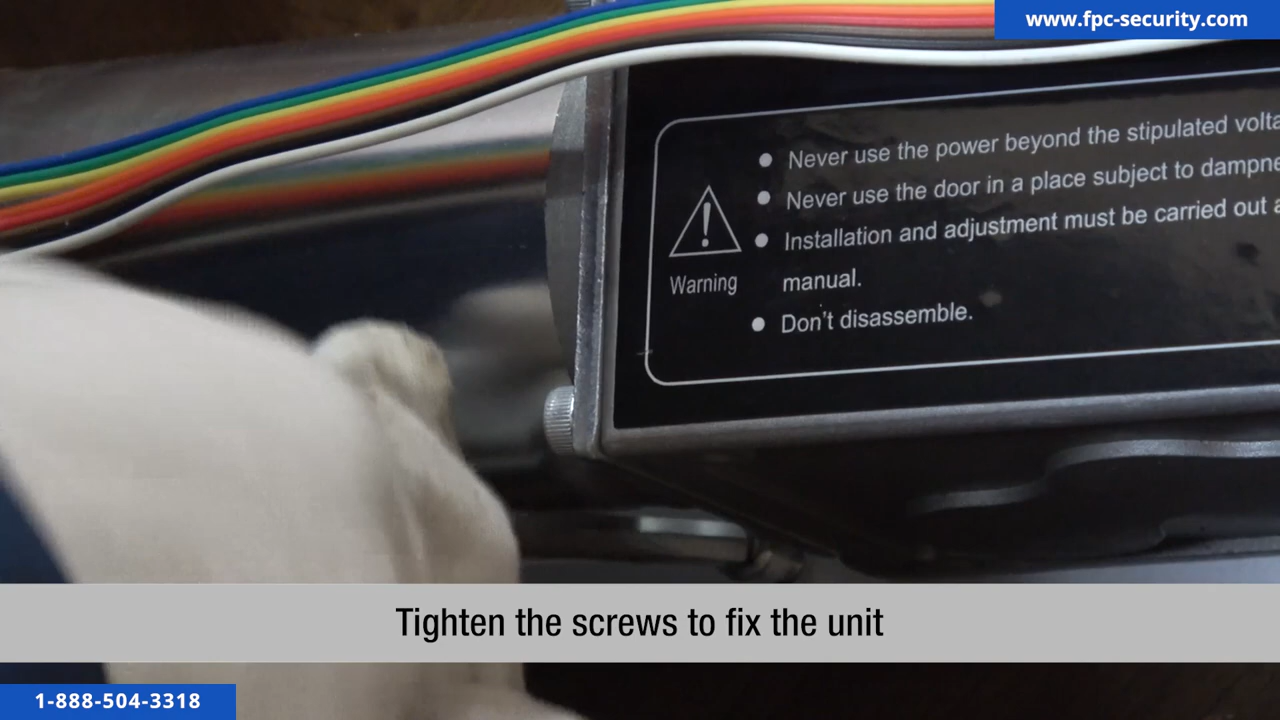 www.fpc-security.com
Never use the power beyond the stipulated
Never use the door in a place subject to
Installation and adjustment must be carried out
Warning
manual.
Don't disassemble.
Tighten the screws to fix the unit
1-888-504-3318